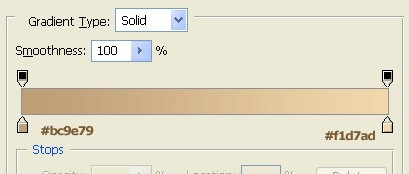 Gradient Type: Solid
Smoothness: 100 %
#bc9e79 #f1d7ad
Stops